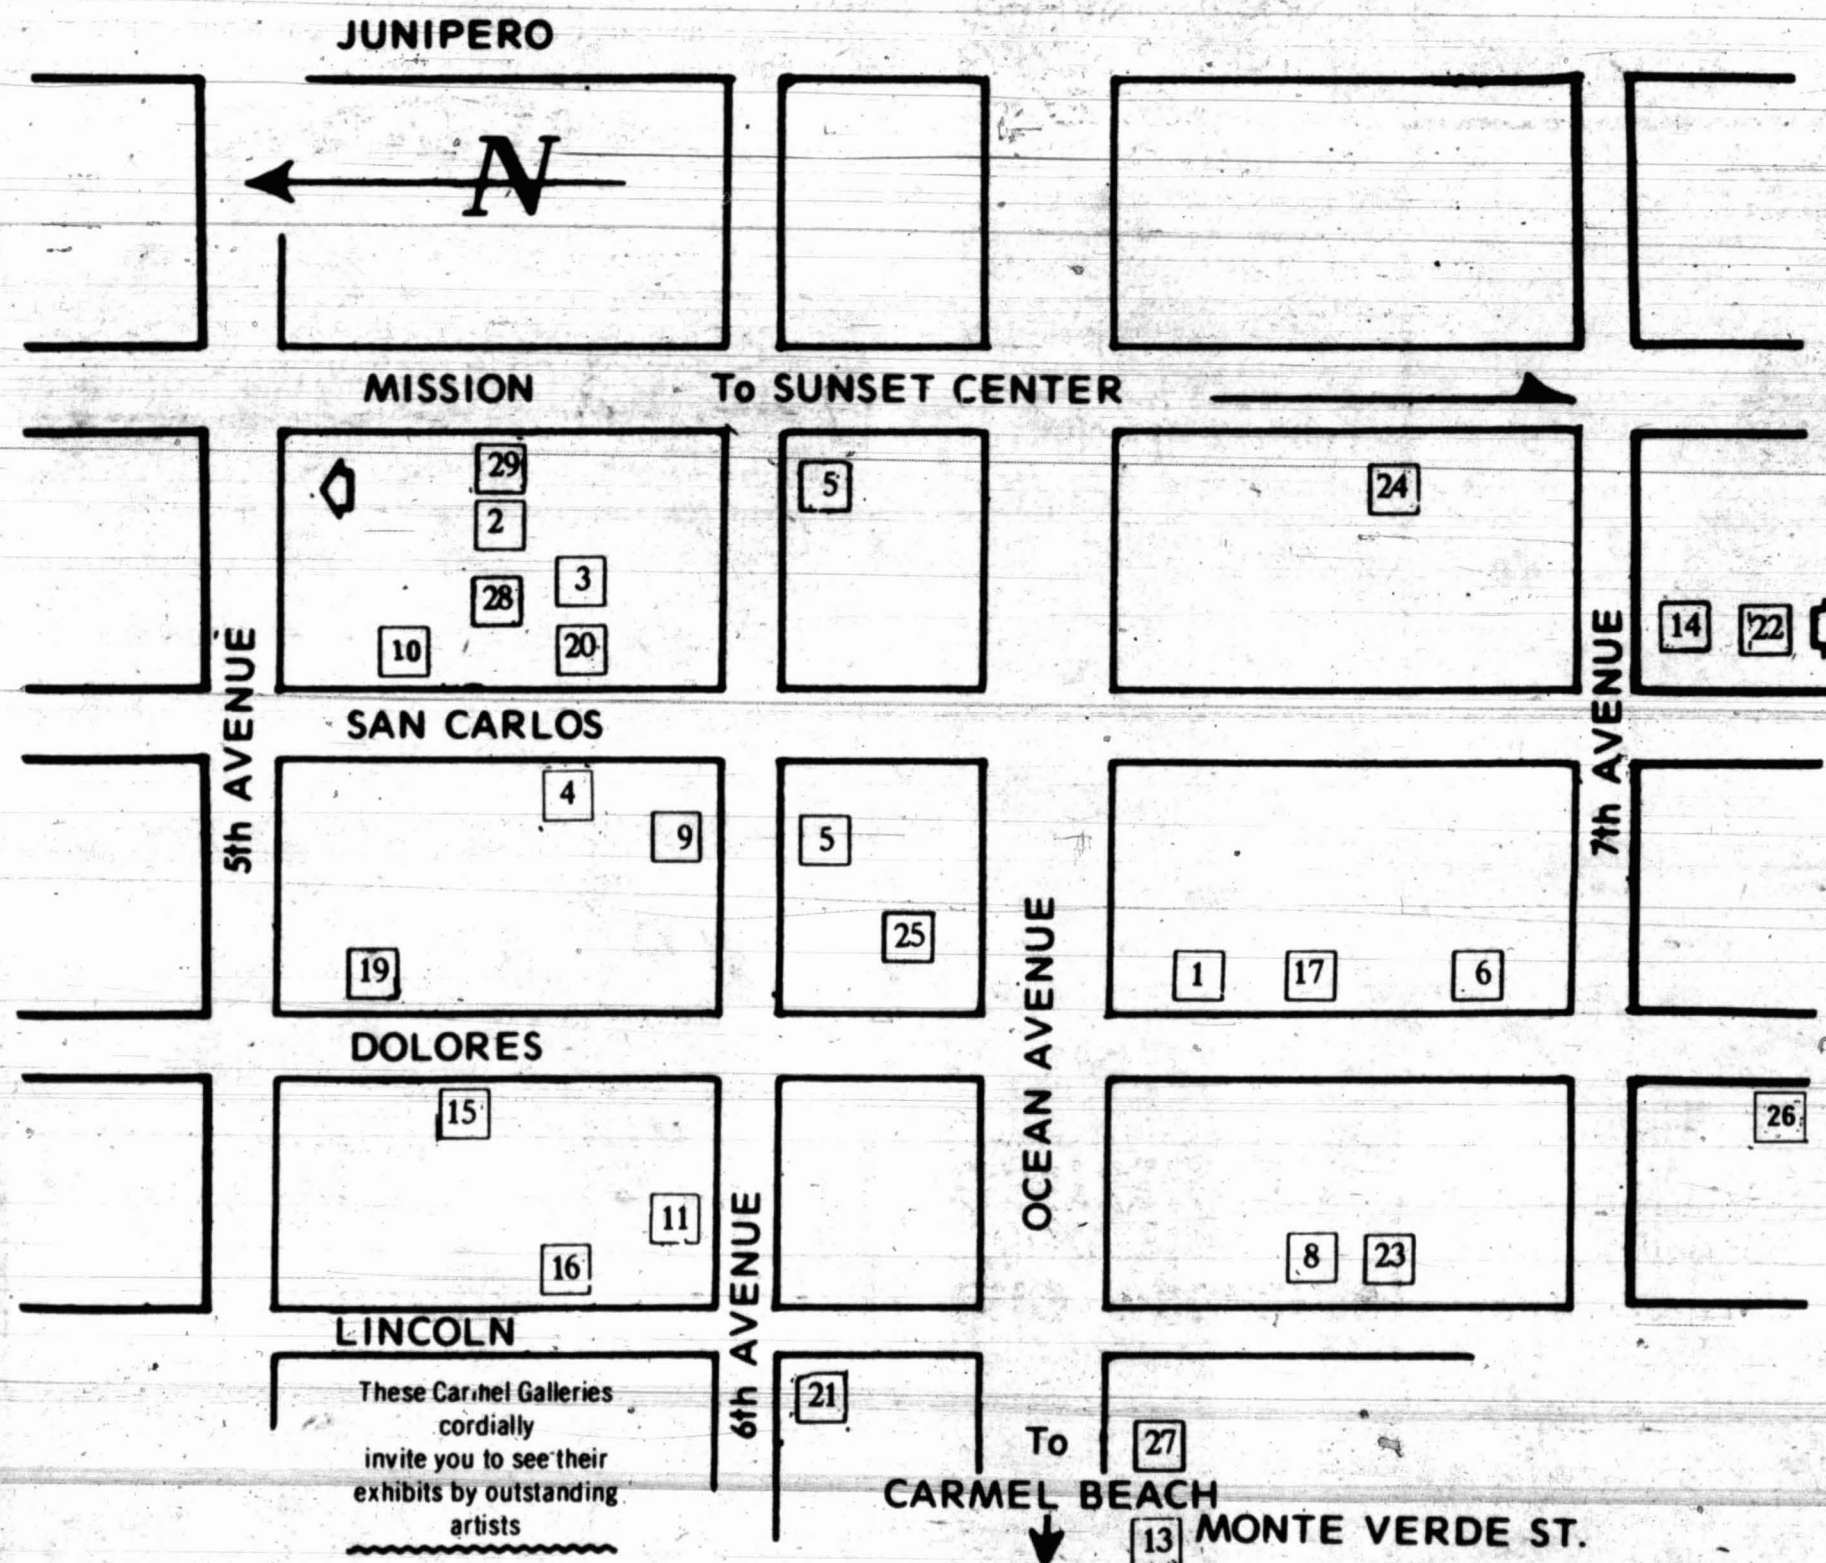 JUNIPERO
N
MISSION To SUNSET CENTER
29
5
24
2
3
28
14
22
10
20
5th AVENUE
7th AVENUE
SAN CARLOS
4
9
5
25
19
1
17
6
OCEAN AVENUE
DOLORES
15
26
11
16
8
23
6th AVENUE
LINCOLN
These Carmel Galleries
cordially
invite you to see their
exhibits by outstanding
artists
21
27
To
CARMEL BEACH
13
MONTE VERDE ST.